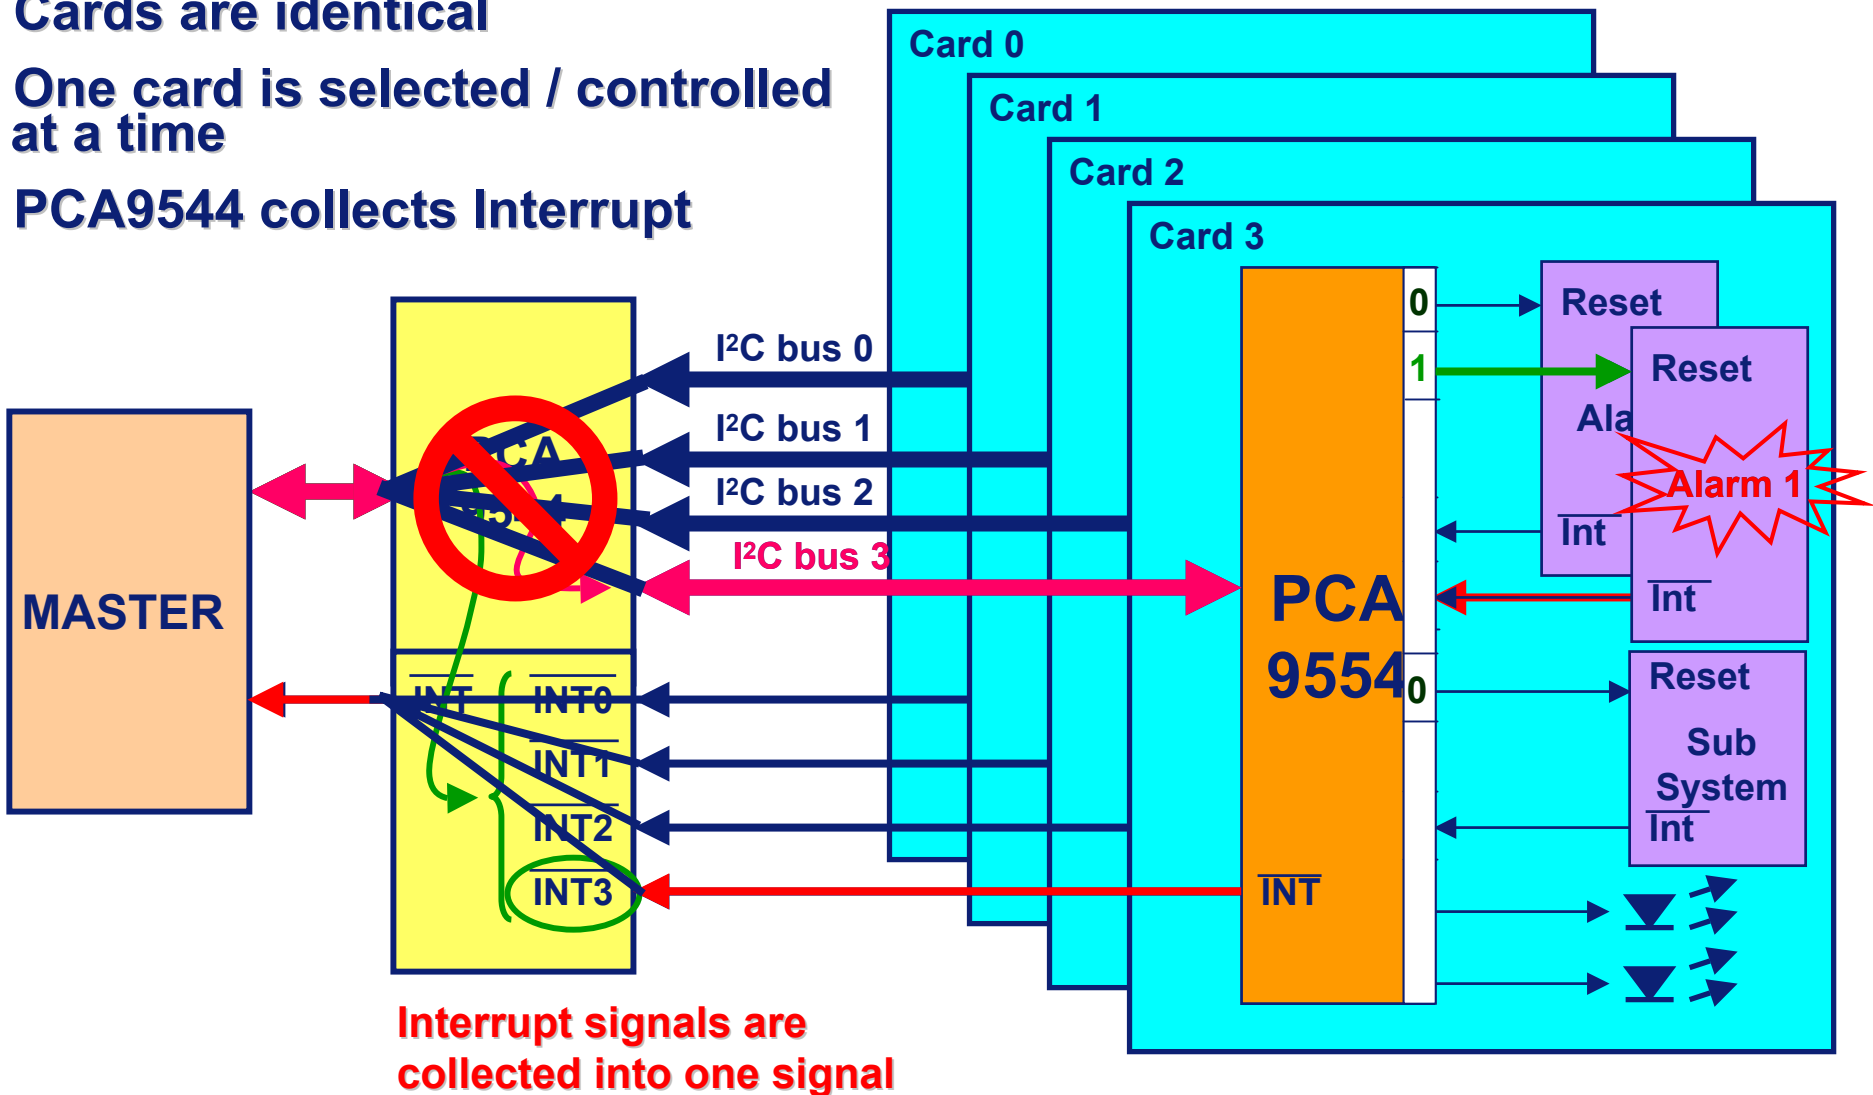 Cards are identical
One card is selected / controlled
at a time
PCA9544 collects Interrupt
Card 0
Card 1
Card 2
Card 3
I²C bus 0
I²C bus 1
I²C bus 2
I²C bus 3
MASTER
INT
INT0
INT1
INT2
INT3
PCA
9554
INT
0
1
0
Reset
Int
Reset
Alarm 1
Int
Reset
Sub
System
Int
Interrupt signals are
collected into one signal